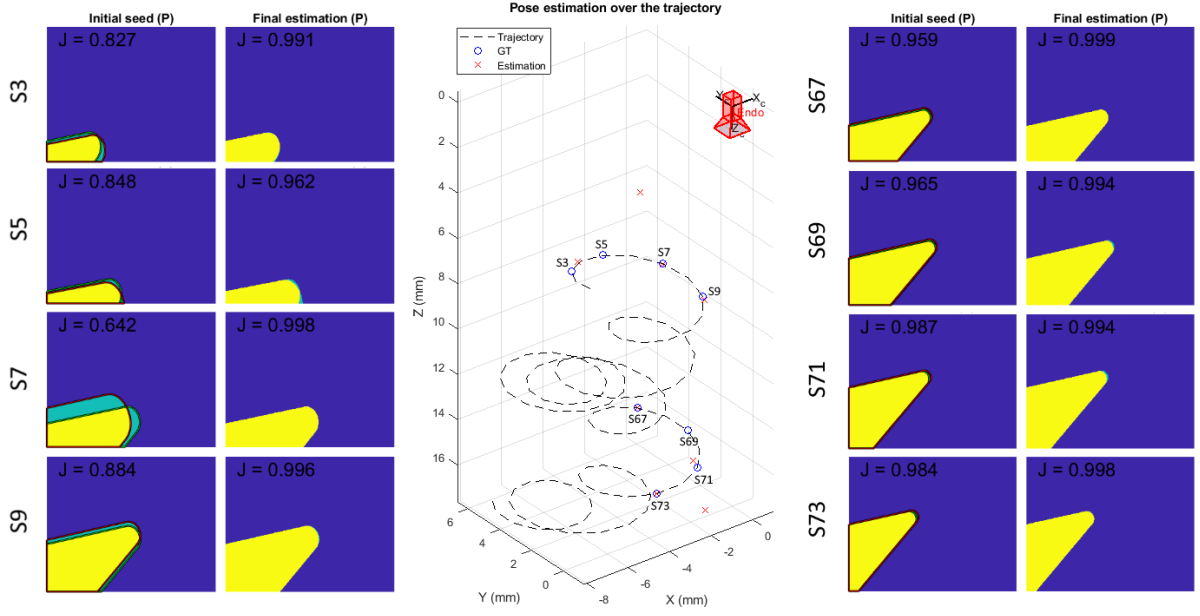 Initial seed (P)
Final estimation (P)
S3
J = 0.827
J = 0.991
S5
J = 0.848
J = 0.962
S7
J = 0.642
J = 0.998
S9
J = 0.884
J = 0.996
Pose estimation over the trajectory
Trajectory
GT
Estimation
Endo
X
c
Y
Z
c
S3
S5
S7
S9
S67
S69
S71
S73
0
2
4
6
8
10
12
14
16
Z (mm)
6
4
2
0
Y (mm)
-8
-6
-4
-2
0
X (mm)
Initial seed (P)
Final estimation (P)
S67
J = 0.959
J = 0.999
S69
J = 0.965
J = 0.994
S71
J = 0.987
J = 0.994
S73
J = 0.984
J = 0.998